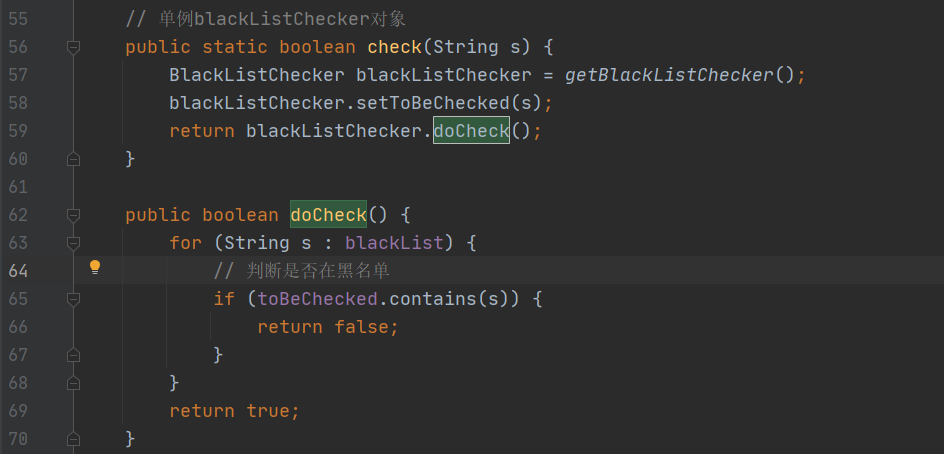 55 // 单例blackListChecker对象
56 public static boolean check(String s) {
57 BlackListChecker blackListChecker = getBlackListChecker();
58 blackListChecker.setToBeChecked(s);
59 return blackListChecker.doCheck();
60 }
61
62 public boolean doCheck() {
63 for (String s : blackList) {
64 // 判断是否在黑名单
65 if (toBeChecked.contains(s)) {
66 return false;
67 }
68 }
69 return true;
70 }